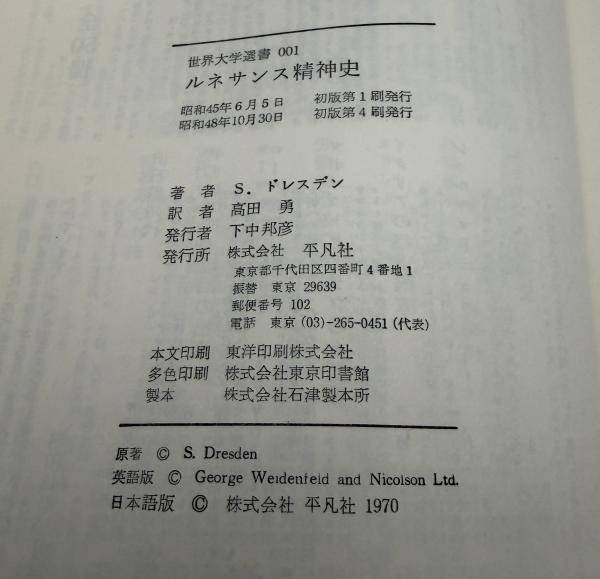 世界大学選書 001
ルネサンス精神史
昭和45年6月5日 初版第1刷発行
昭和48年10月30日 初版第4刷発行
著者 S. ドレスデン
訳者 高田 勇
発行者 下中邦彦
発行所 株式会社 平凡社
東京都千代田区四番町4番地1
振替 東京 29639
郵便番号 102
電話 東京 (03)-265-0451 (代表)
本文印刷 東洋印刷株式会社
多色印刷 株式会社東京印書館
製本 株式会社石津製本所
原著 © S. Dresden
英語版 © George Weidenfeld and Nicolson Ltd.
日本語版 © 株式会社 平凡社 1970